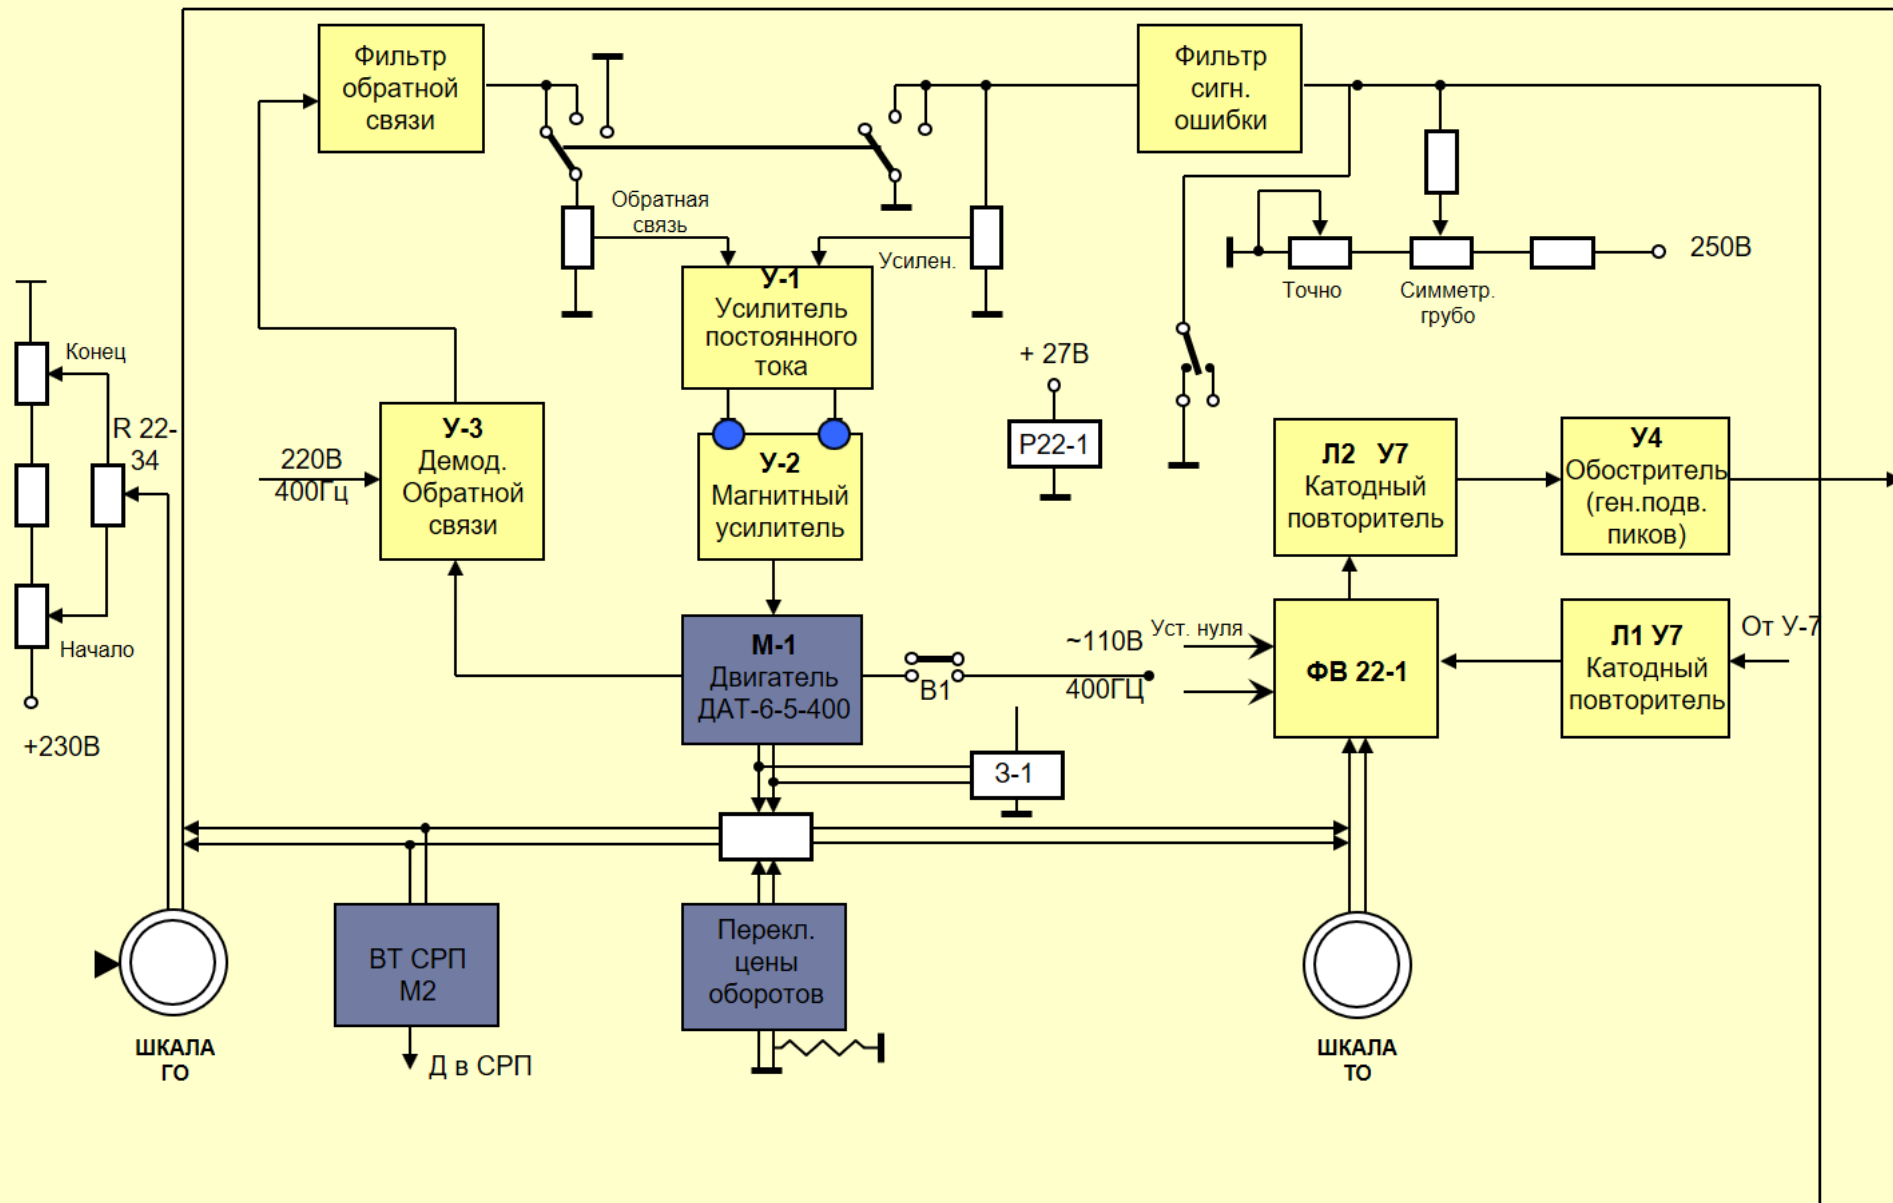 Фильтр
обратной
связи
Фильтр
сигн.
ошибки
Обратная
связь
Усилен.
250В
Точно
Симметр.
грубо
У-1
Усилитель
постоянного
тока
Конец
R 22-
34
Начало
+230В
+ 27В
Р22-1
220В
400Гц
У-3
Демод.
Обратной
связи
У-2
Магнитный
усилитель
Л2 У7
Катодный
повторитель
У4
Обостритель
(ген.подв.
пиков)
М-1
Двигатель
ДАТ-6-5-400
В1
~110В
400ГЦ
Уст. нуля
ФВ 22-1
Л1 У7
Катодный
повторитель
От У-7
З-1
ВТ СРП
М2
Перекл.
цены
оборотов
ШКАЛА
ГО
Д в СРП
ШКАЛА
ТО